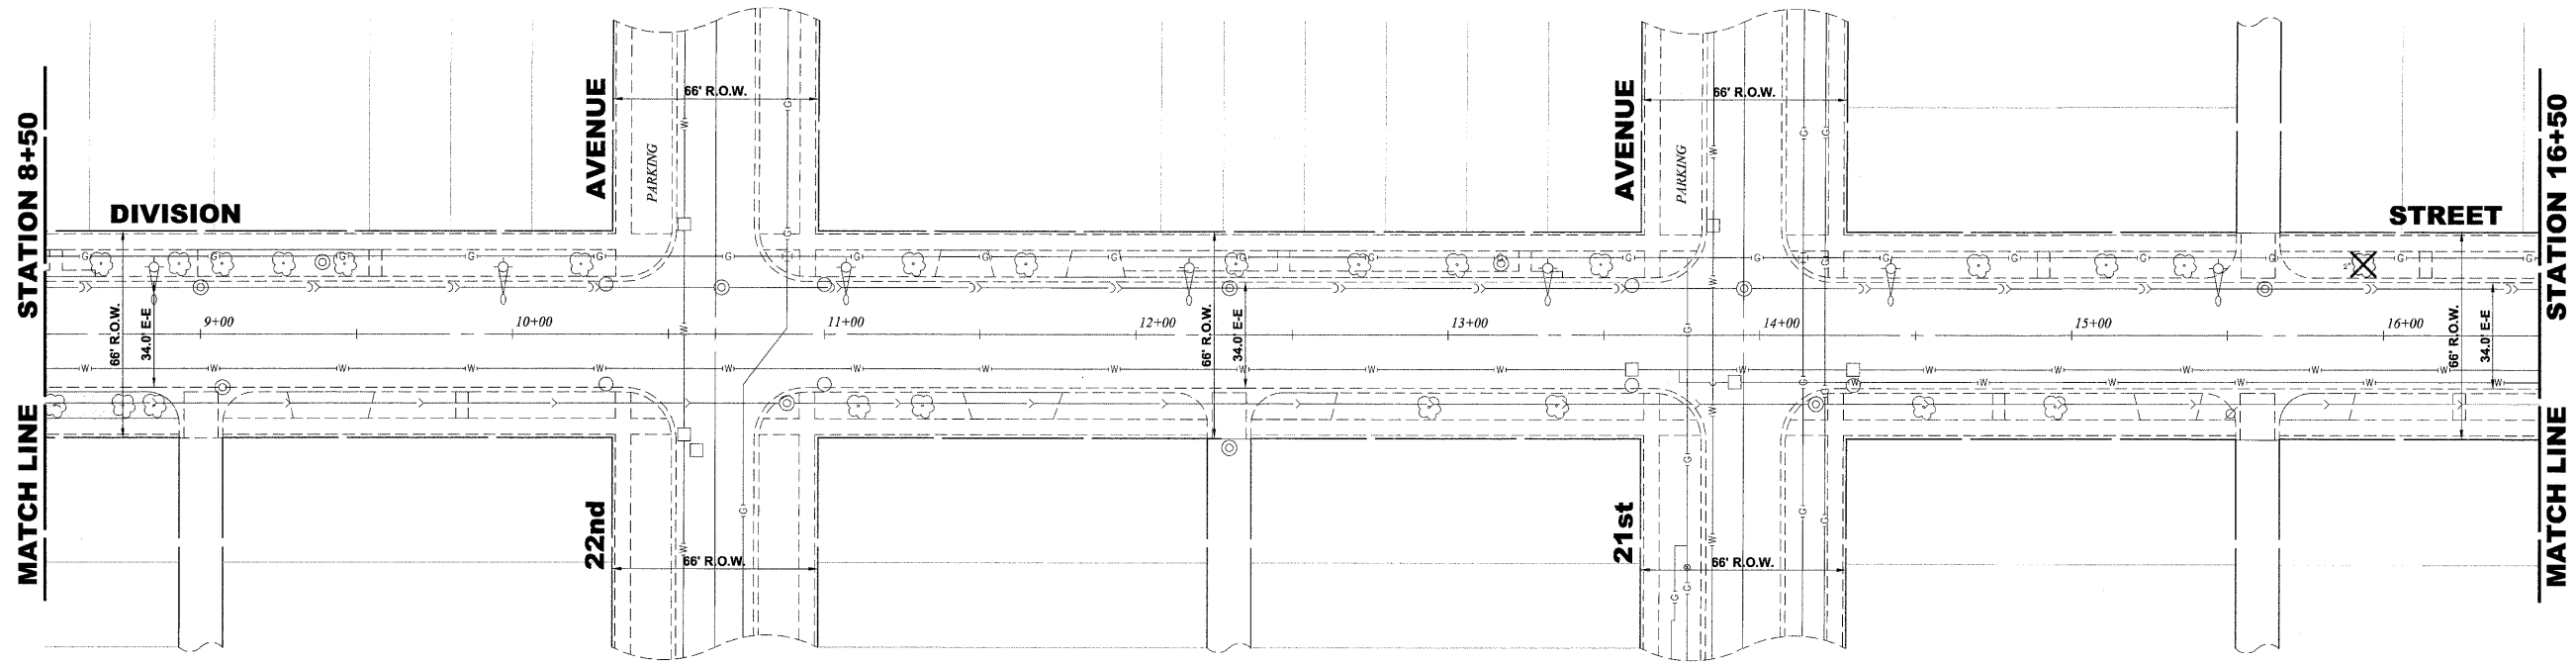 MATCH LINE STATION 8+50
DIVISION
STREET
22nd AVENUE
21st AVENUE
66' R.O.W.
66' R.O.W.
PARKING
PARKING
9+00
10+00
11+00
12+00
13+00
14+00
15+00
16+00
66' R.O.W.
34.0' E-E
66' R.O.W.
34.0' E-E
66' R.O.W.
34.0' E-E
66' R.O.W.
66' R.O.W.
2"
MATCH LINE STATION 16+50